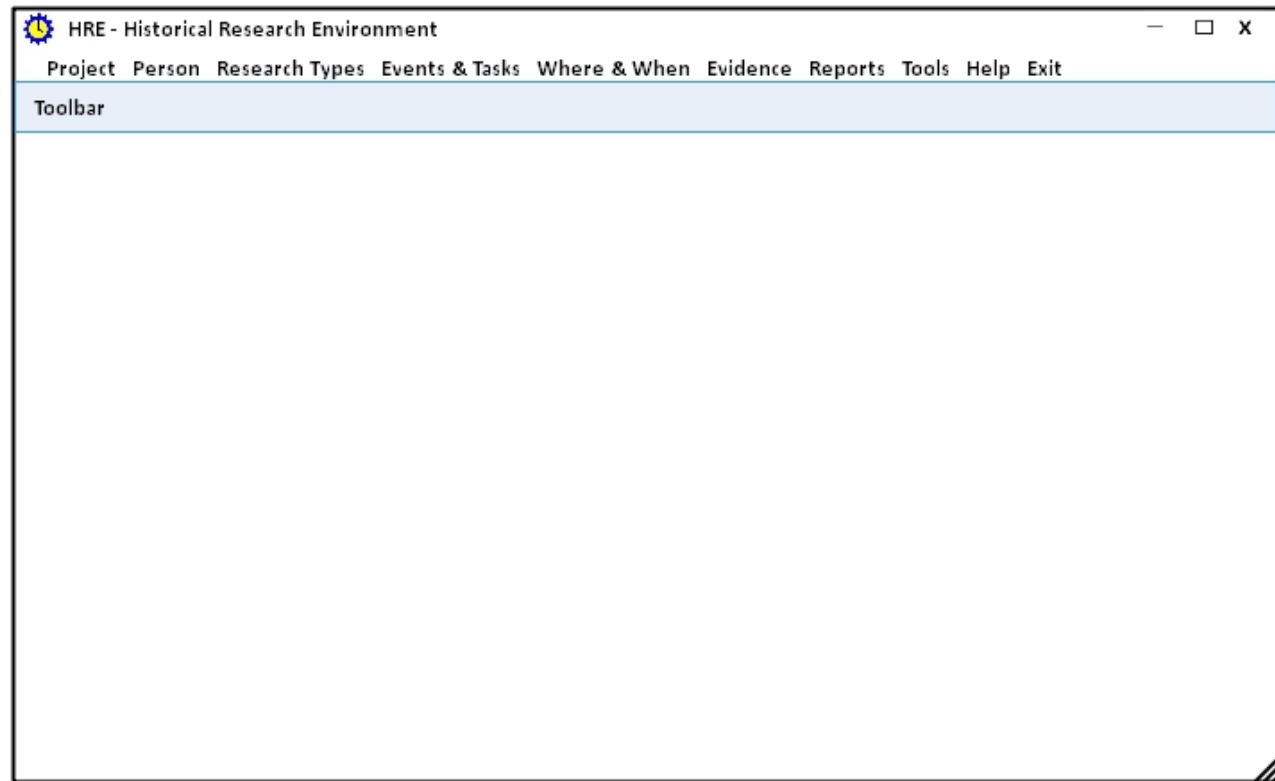 HRE - Historical Research Environment
Project Person Research Types Events & Tasks Where & When Evidence Reports Tools Help Exit
Toolbar